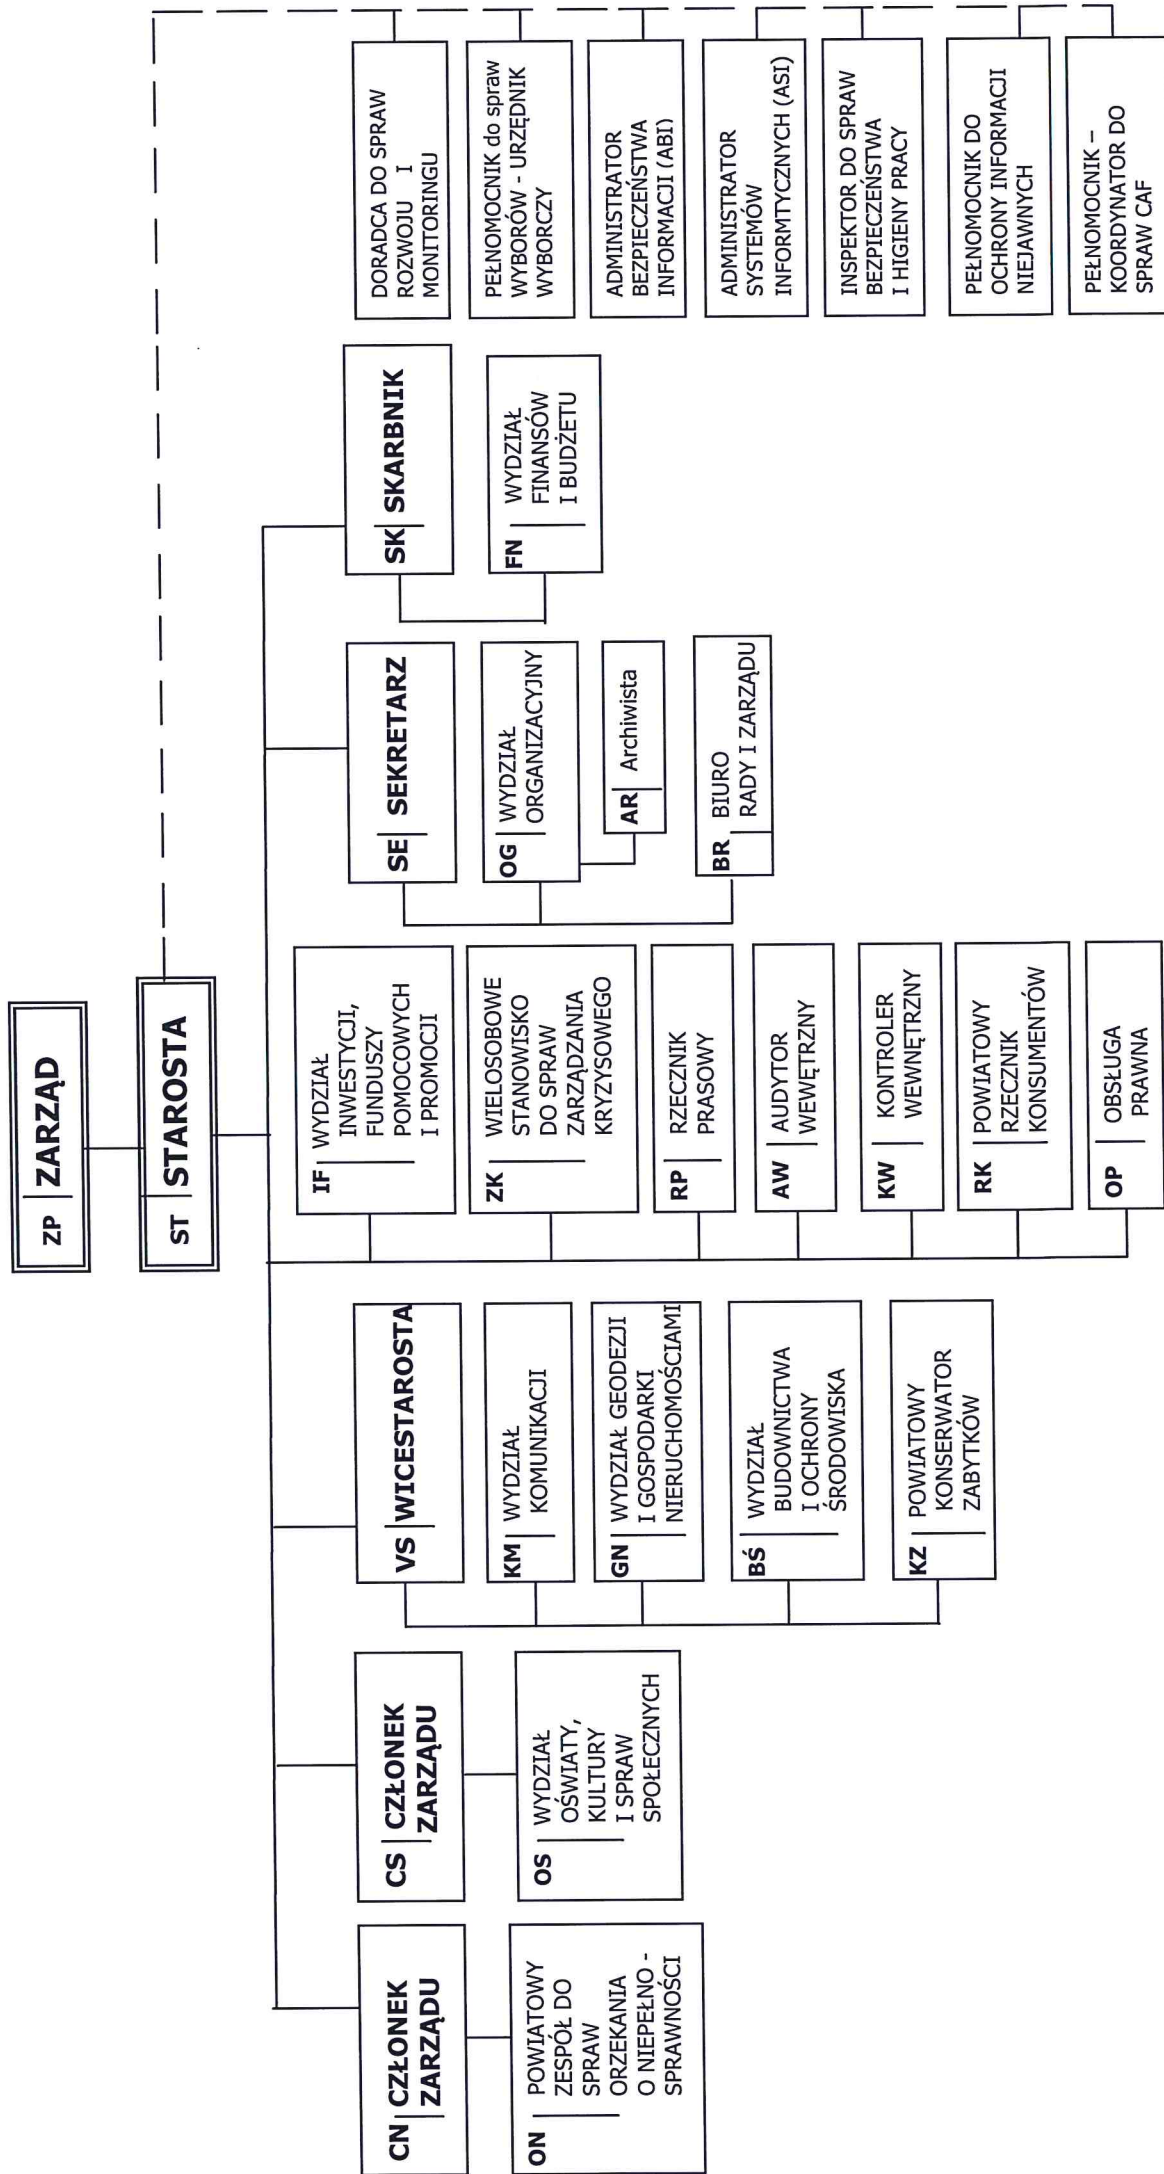 ZP ZARZĄD
ST STAROSTA
CN CZŁONEK
ZARZĄDU
ON POWIATOWY
ZESPÓŁ DO
SPRAW
ORZEKANIA
O NIEPEŁNO -
SPRAWNOŚCI
CS CZŁONEK
ZARZĄDU
OS WYDZIAŁ
OŚWIATY,
KULTURY
I SPRAW
SPOŁECZNYCH
VS WICESTAROSTA
KM WYDZIAŁ
KOMUNIKACJI
GN WYDZIAŁ GEODEZJI
I GOSPODARKI
NIERUCHOMOŚCIAMI
BŚ WYDZIAŁ
BUDOWNICTWA
I OCHRONY
ŚRODOWISKA
KZ POWIATOWY
KONSERWATOR
ZABYTKÓW
IF WYDZIAŁ
INWESTYCJI,
FUNDUSZY
POMOCOWYCH
I PROMOCJI
ZK WIELOSOBOWE
STANOWISKO
DO SPRAW
ZARZĄDZANIA
KRYZYSOWEGO
RP RZECZNIK
PRASOWY
AW AUDYTOR
WEWĘTRZNY
KW KONTROLER
WEWNĘTRZNY
RK POWIATOWY
RZECZNIK
KONSUMENTÓW
OP OBSŁUGA
PRAWNA
SE SEKRETARZ
OG WYDZIAŁ
ORGANIZACYJNY
AR Archiwista
BR BIURO
RADY I ZARZĄDU
SK SKARBNIK
FN WYDZIAŁ
FINANSÓW
I BUDŻETU
DORADCA DO SPRAW
ROZWOJU I
MONITORINGU
PEŁNOMOCNIK do spraw
WYBORÓW - URZĘDNIK
WYBORCZY
ADMINISTRATOR
BEZPIECZEŃSTWA
INFORMACJI (ABI)
ADMINISTRATOR
SYSTEMÓW
INFORMTYCZNYCH (ASI)
INSPEKTOR DO SPRAW
BEZPIECZEŃSTWA
I HIGIENY PRACY
PEŁNOMOCNIK DO
OCHRONY INFORMACJI
NIEJAWNYCH
PEŁNOMOCNIK –
KOORDYNATOR DO
SPRAW CAF